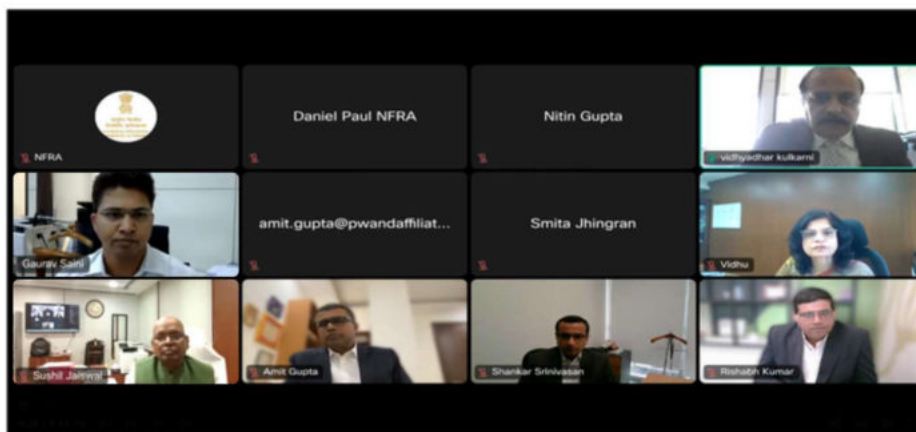 NFRA
Daniel Paul NFRA
Nitin Gupta
vidhyadhar kulkarni
Gaurav Saini
amit.gupta@pwandaffiliat...
Smita Jhingran
Vidhu
Sushil Jaiswal
Amit Gupta
Shankar Srinivasan
Rishabh Kumar